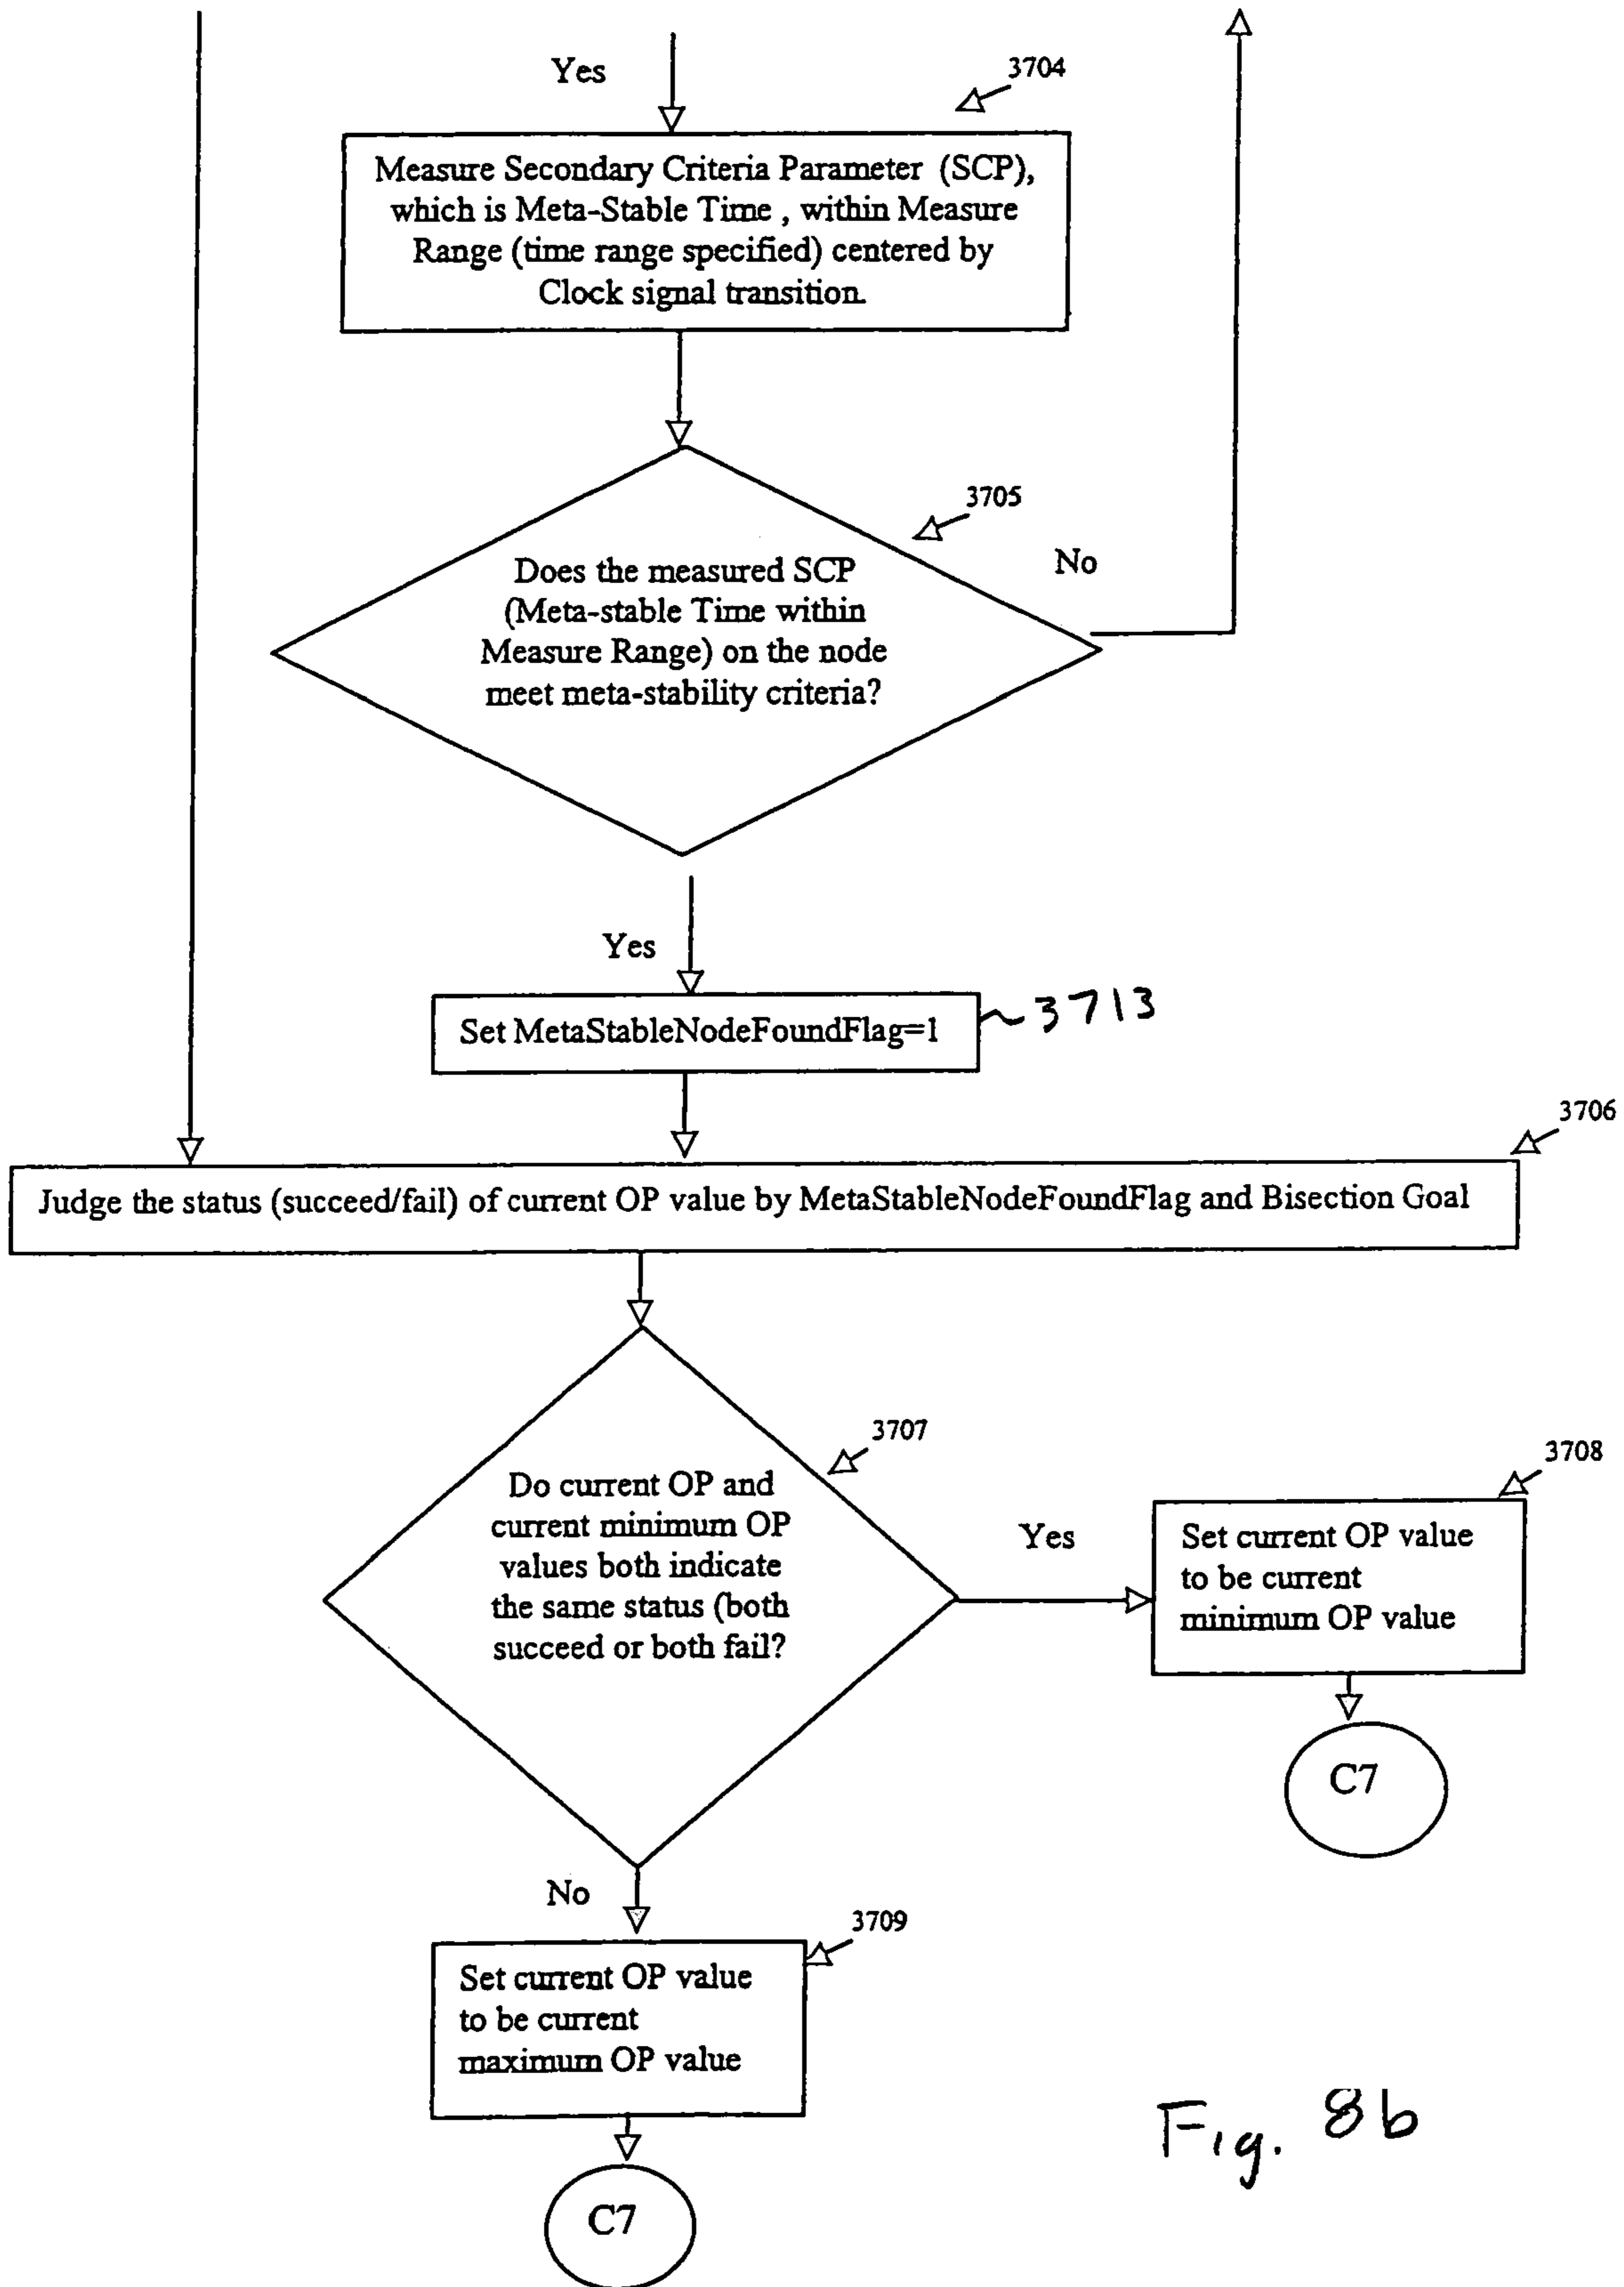 Yes
3704
Measure Secondary Criteria Parameter (SCP),
which is Meta-Stable Time , within Measure
Range (time range specified) centered by
Clock signal transition.
3705
Does the measured SCP
(Meta-stable Time within
Measure Range) on the node
meet meta-stability criteria?
No
Yes
Set MetaStableNodeFoundFlag=1
3713
3706
Judge the status (succeed/fail) of current OP value by MetaStableNodeFoundFlag and Bisection Goal
3707
Do current OP and
current minimum OP
values both indicate
the same status (both
succeed or both fail?
Yes
3708
Set current OP value
to be current
minimum OP value
C7
No
3709
Set current OP value
to be current
maximum OP value
C7
Fig. 8b